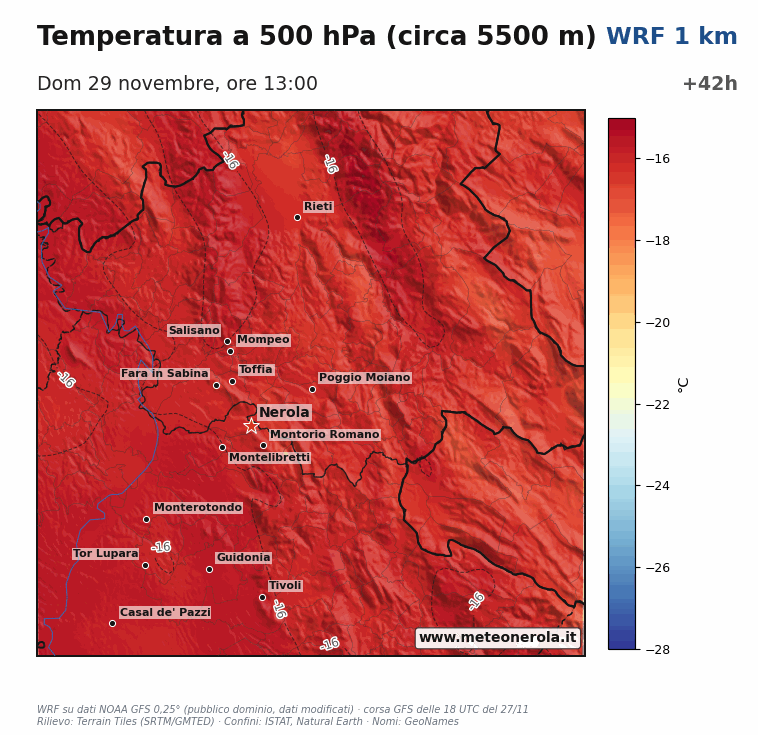 Temperatura a 500 hPa (circa 5500 m) WRF 1 km
Dom 29 novembre, ore 13:00 +42h
-16 -16
Rieti
−16
−18
−20
−22
−24
−26
−28
°C
Salisano
Mompeo
Toffia
Fara in Sabina
Poggio Moiano
-16
Nerola
Montorio Romano
Montelibretti
Monterotondo
-16
Tor Lupara
Guidonia
Tivoli
-16
-16
Casal de' Pazzi
-16
www.meteonerola.it
WRF su dati NOAA GFS 0,25° (pubblico dominio, dati modificati) · corsa GFS delle 18 UTC del 27/11
Rilievo: Terrain Tiles (SRTM/GMTED) · Confini: ISTAT, Natural Earth · Nomi: GeoNames